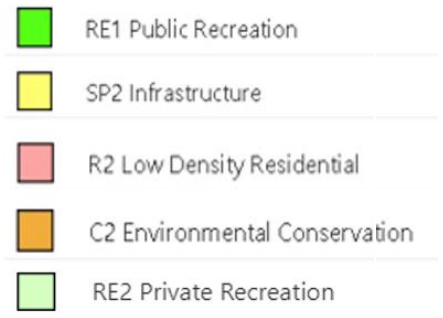 RE1 Public Recreation
SP2 Infrastructure
R2 Low Density Residential
C2 Environmental Conservation
RE2 Private Recreation